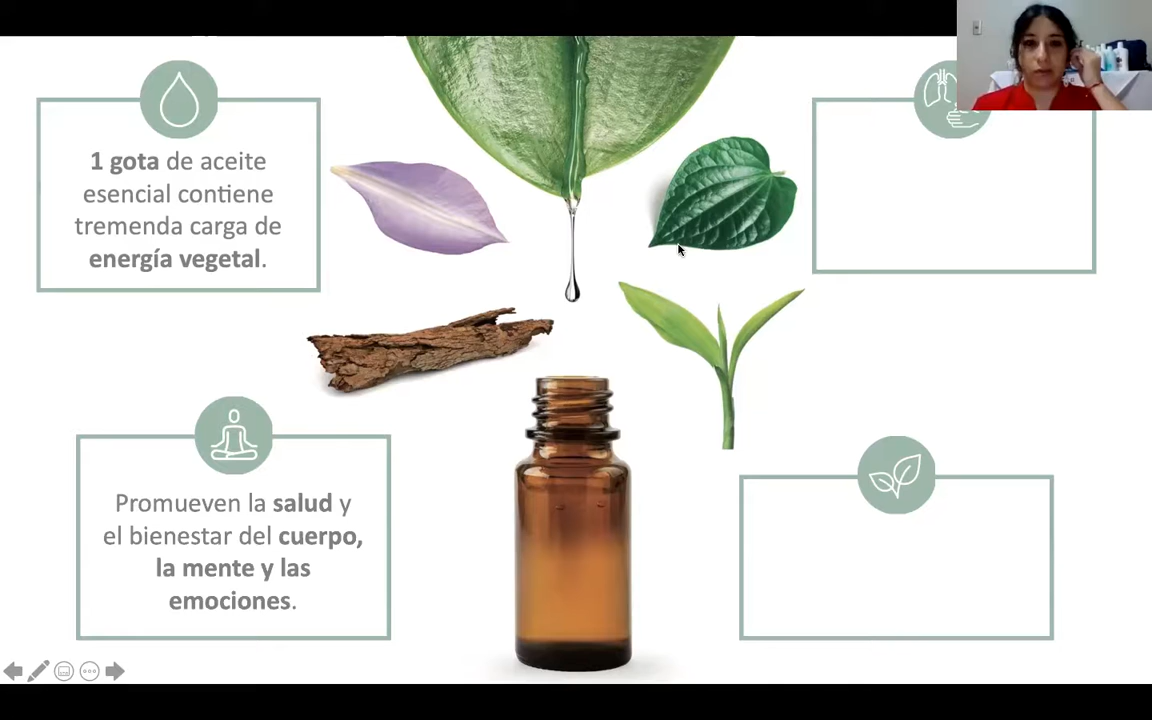 1 gota de aceite
esencial contiene
tremenda carga de
energía vegetal.
Promueven la salud y
el bienestar del cuerpo,
la mente y las
emociones.